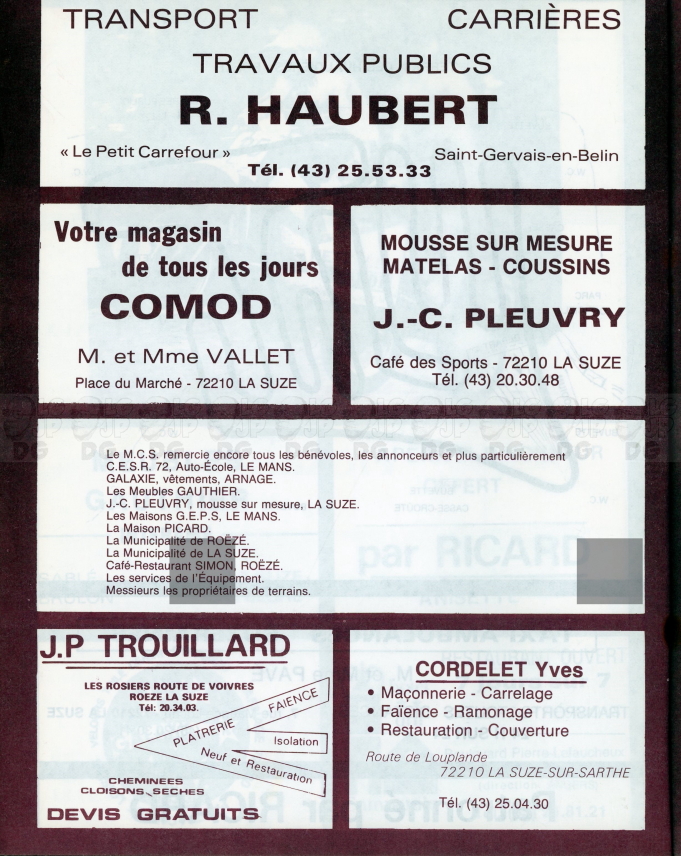 TRANSPORT CARRIÈRES
TRAVAUX PUBLICS
R. HAUBERT
« Le Petit Carrefour » Saint-Gervais-en-Belin
Tél. (43) 25.53.33
Votre magasin
de tous les jours
COMOD
M. et Mme VALLET
Place du Marché - 72210 LA SUZE
MOUSSE SUR MESURE
MATELAS - COUSSINS
J.-C. PLEUVRY
Café des Sports - 72210 LA SUZE
Tél. (43) 20.30.48
Le M.C.S. remercie encore tous les bénévoles, les annonceurs et plus particulièrement
C.E.S.R. 72, Auto-École, LE MANS.
GALAXIE, vêtements, ARNAGE.
Les Meubles GAUTHIER.
J.-C. PLEUVRY, mousse sur mesure, LA SUZE.
Les Maisons G.E.P.S, LE MANS.
La Maison PICARD.
La Municipalité de ROËZÉ.
La Municipalité de LA SUZE.
Café-Restaurant SIMON, ROËZÉ.
Les services de l'Équipement.
Messieurs les propriétaires de terrains.
J.P TROUILLARD
LES ROSIERS ROUTE DE VOIVRES
ROEZE LA SUZE
Tél: 20.34.03.
PLATRERIE
FAIENCE
Isolation
Neuf et Restauration
CHEMINEES
CLOISONS SECHES
DEVIS GRATUITS
CORDELET Yves
• Maçonnerie - Carrelage
• Faïence - Ramonage
• Restauration - Couverture
Route de Louplande
72210 LA SUZE-SUR-SARTHE
Tél. (43) 25.04.30